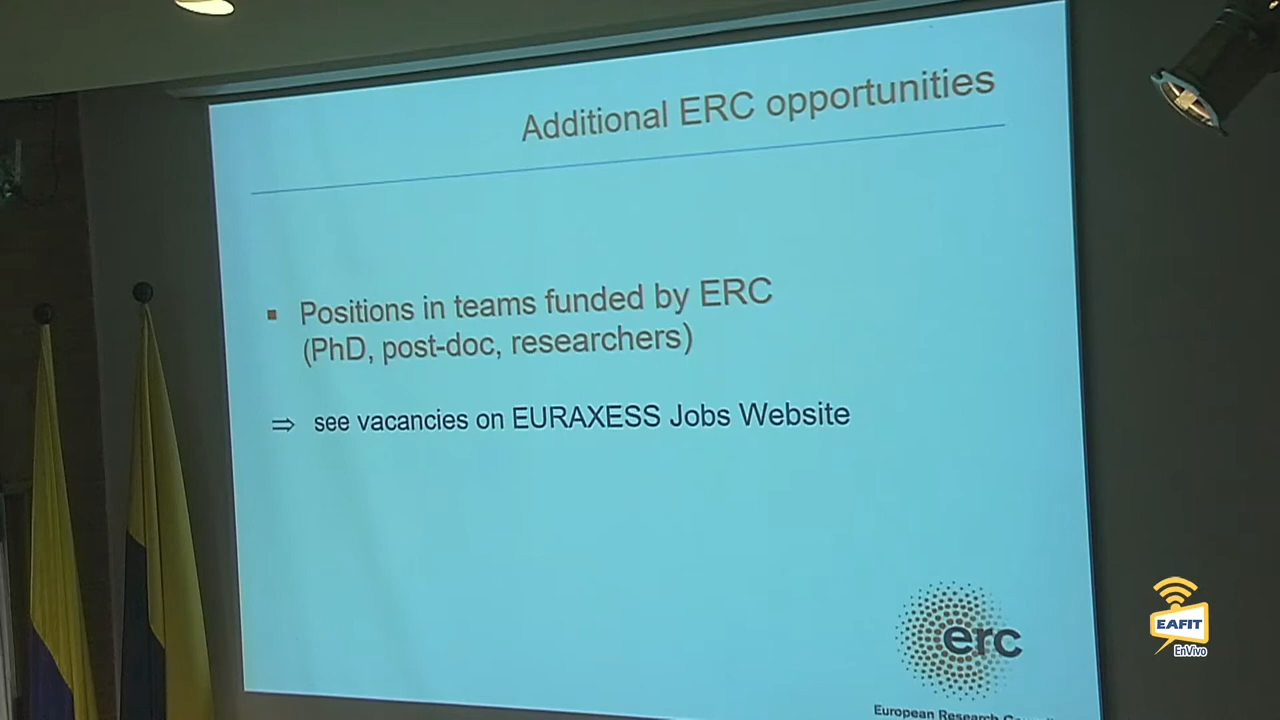 Additional ERC opportunities
▪ Positions in teams funded by ERC
(PhD, post-doc, researchers)
⇒ see vacancies on EURAXESS Jobs Website
erc
European Research
EAFIT
EnVivo